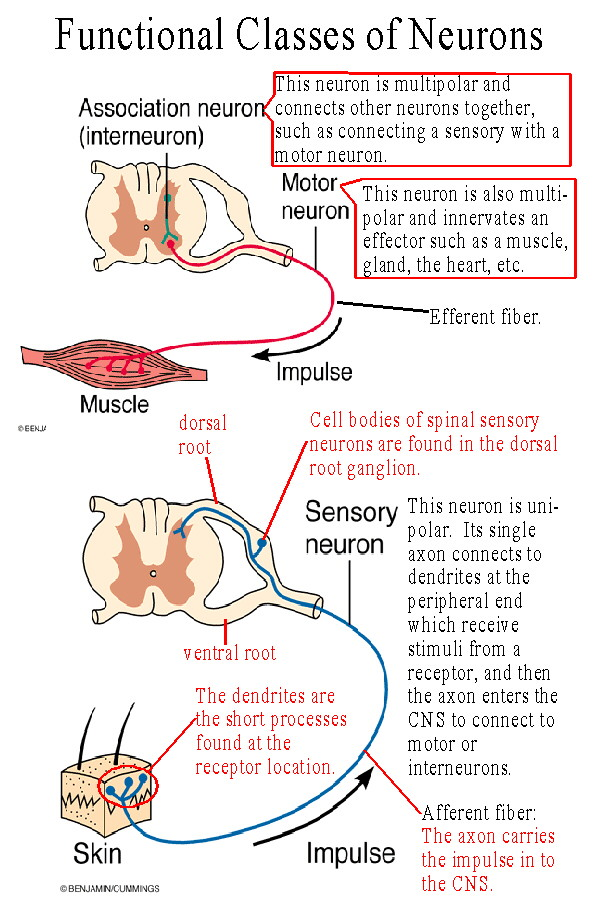 Functional Classes of Neurons
Association neuron
(interneuron)
This neuron is multipolar and
connects other neurons together,
such as connecting a sensory with a
motor neuron.
Motor
neuron
This neuron is also multi-
polar and innervates an
effector such as a muscle,
gland, the heart, etc.
Efferent fiber.
Impulse
Muscle
© BENJA
dorsal
root
Cell bodies of spinal sensory
neurons are found in the dorsal
root ganglion.
Sensory
neuron
This neuron is uni-
polar. Its single
axon connects to
dendrites at the
peripheral end
which receive
stimuli from a
receptor, and then
the axon enters the
CNS to connect to
motor or
interneurons.
ventral root
The dendrites are
the short processes
found at the
receptor location.
Afferent fiber:
The axon carries
the impulse in to
the CNS.
Skin
Impulse
© BENJAMIN/CUMMINGS